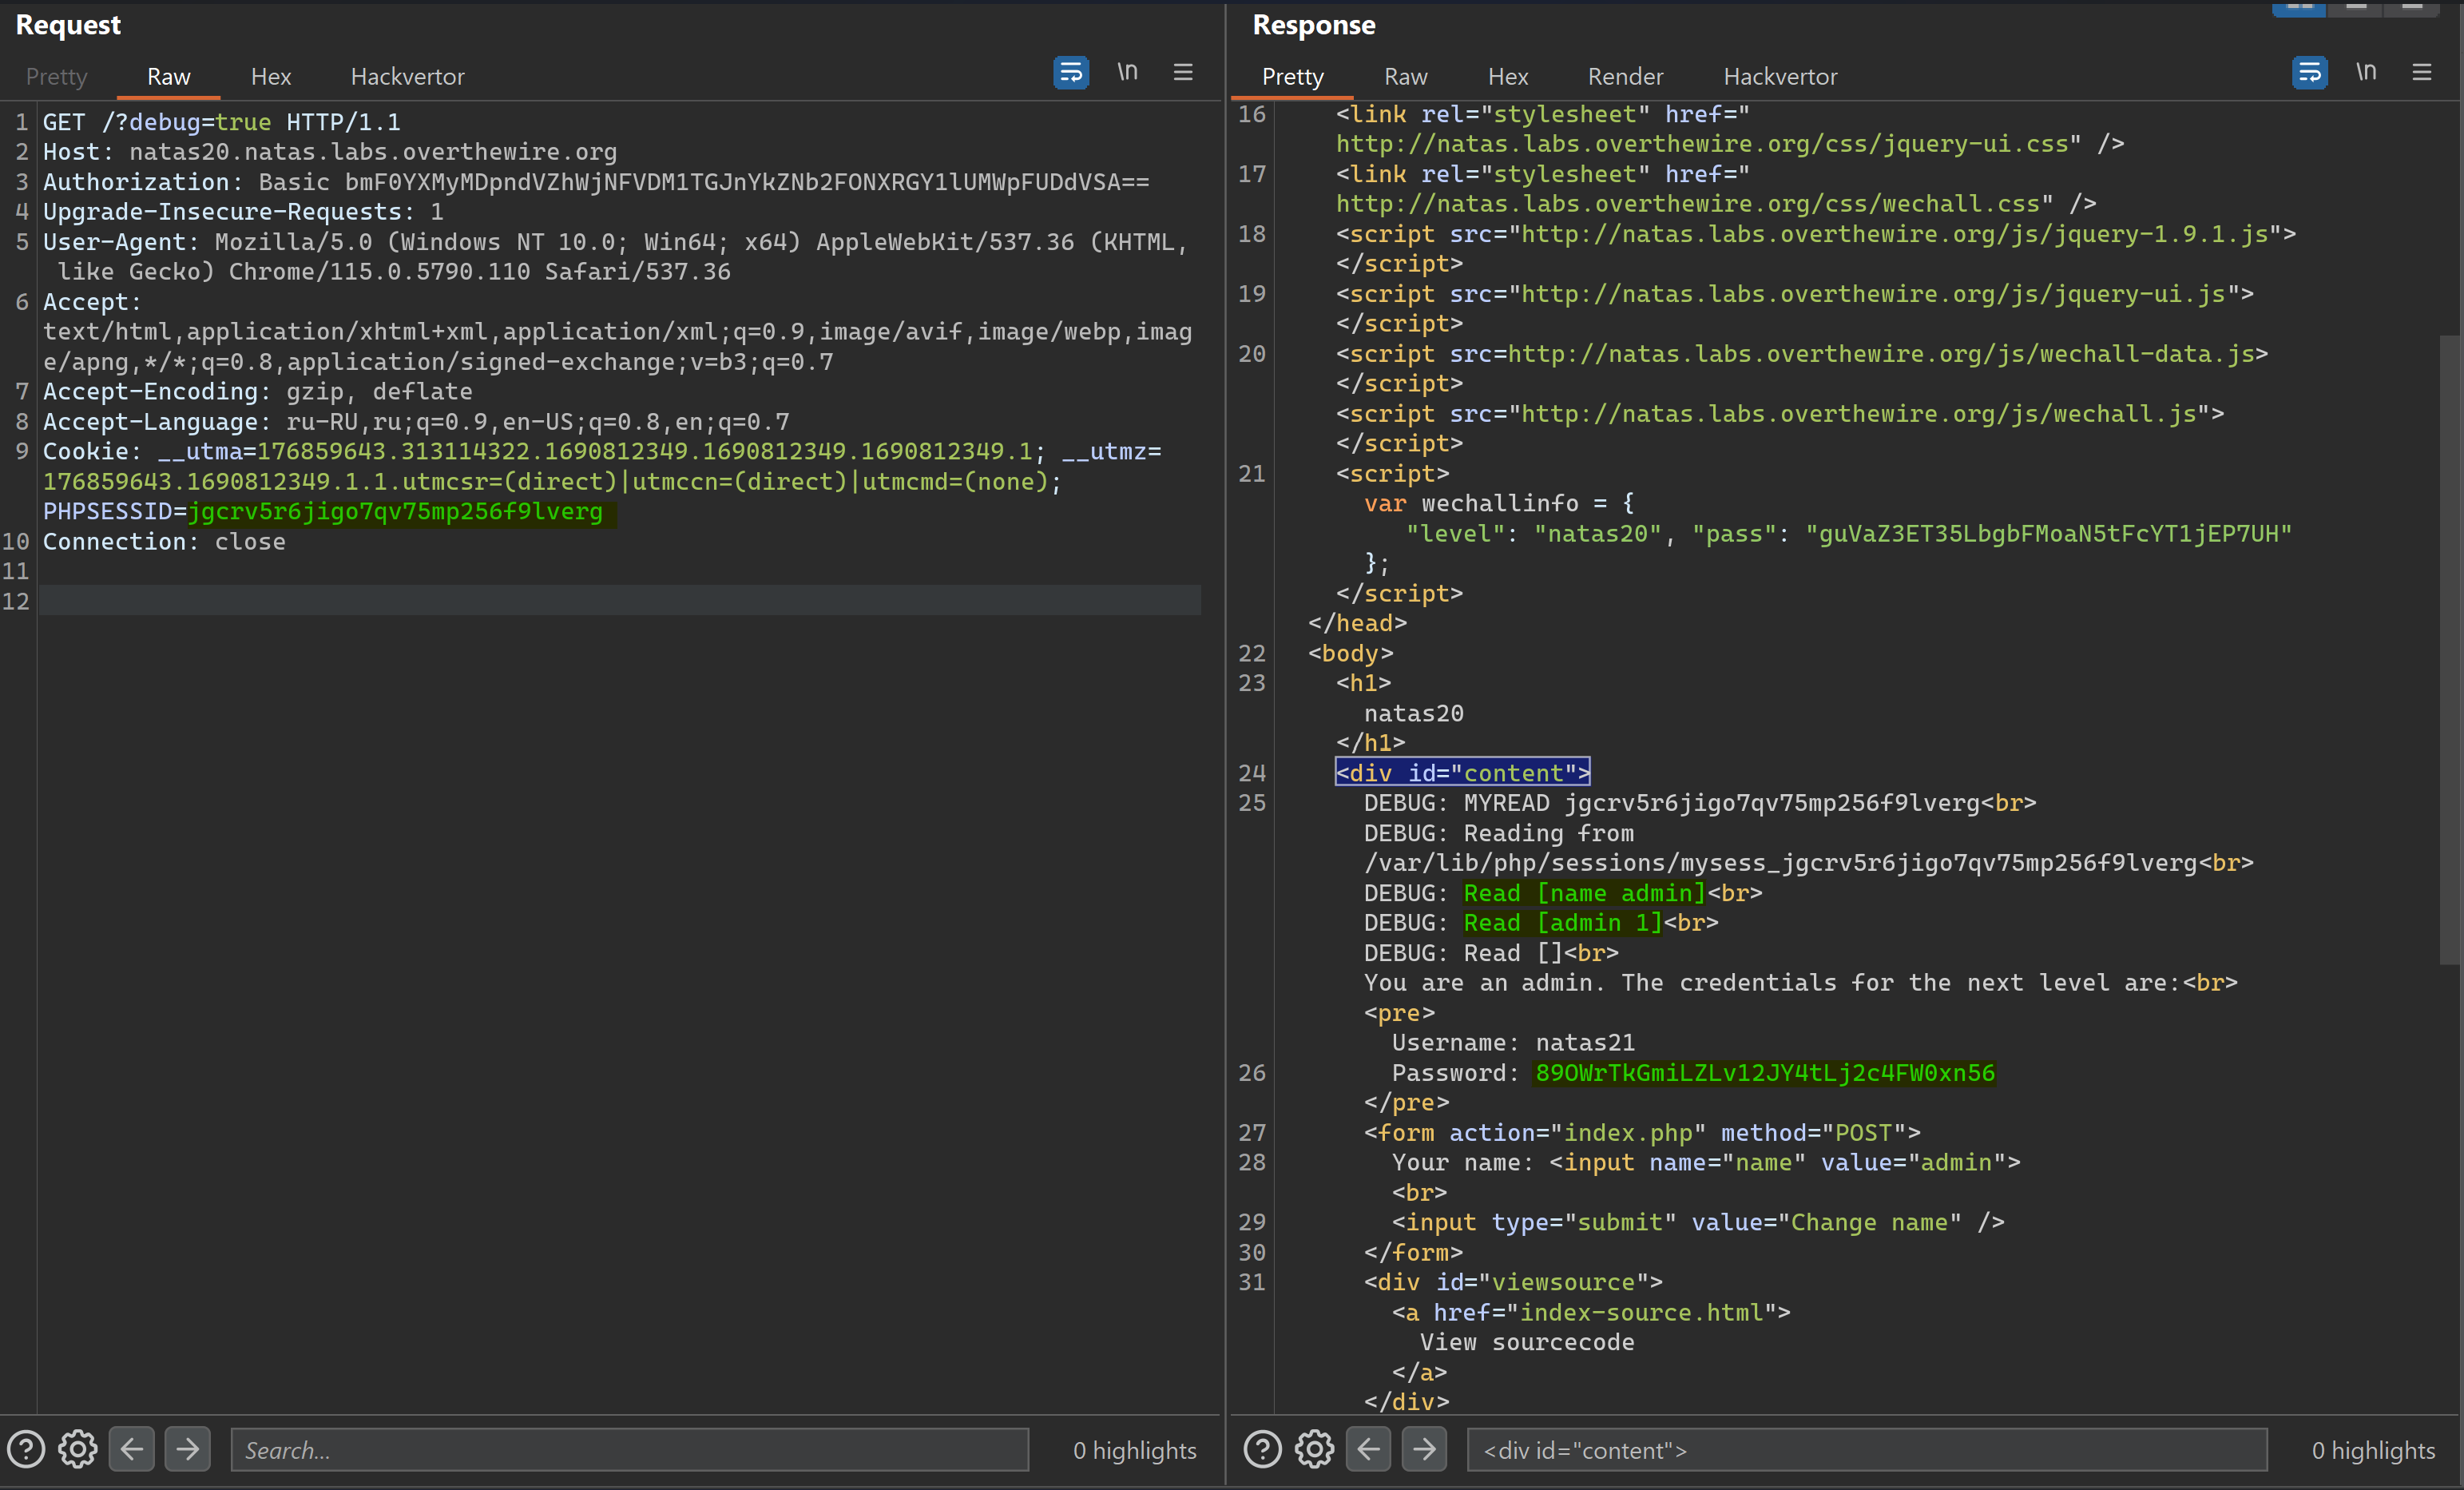 Request
Pretty Raw Hex Hackvertor \n
1 GET /?debug=true HTTP/1.1
2 Host: natas20.natas.labs.overthewire.org
3 Authorization: Basic bmF0YXMyMDpndVZhWjNFVDM1TGJnYkZNb2FONXRGY1lUMWpFUDdVSA==
4 Upgrade-Insecure-Requests: 1
5 User-Agent: Mozilla/5.0 (Windows NT 10.0; Win64; x64) AppleWebKit/537.36 (KHTML,
like Gecko) Chrome/115.0.5790.110 Safari/537.36
6 Accept:
text/html,application/xhtml+xml,application/xml;q=0.9,image/avif,image/webp,imag
e/apng,*/*;q=0.8,application/signed-exchange;v=b3;q=0.7
7 Accept-Encoding: gzip, deflate
8 Accept-Language: ru-RU,ru;q=0.9,en-US;q=0.8,en;q=0.7
9 Cookie: __utma=176859643.313114322.1690812349.1690812349.1690812349.1; __utmz=
176859643.1690812349.1.1.utmcsr=(direct)|utmccn=(direct)|utmcmd=(none);
PHPSESSID=jgcrv5r6jigo7qv75mp256f9lverg
10 Connection: close
11
12
Search...
0 highlights
Response
Pretty Raw Hex Render Hackvertor \n
16 <link rel="stylesheet" href="
http://natas.labs.overthewire.org/css/jquery-ui.css" />
17 <link rel="stylesheet" href="
http://natas.labs.overthewire.org/css/wechall.css" />
18 <script src="http://natas.labs.overthewire.org/js/jquery-1.9.1.js">
</script>
19 <script src="http://natas.labs.overthewire.org/js/jquery-ui.js">
</script>
20 <script src=http://natas.labs.overthewire.org/js/wechall-data.js>
</script>
<script src="http://natas.labs.overthewire.org/js/wechall.js">
</script>
21 <script>
var wechallinfo = {
"level": "natas20", "pass": "guVaZ3ET35LbgbFMoaN5tFcYT1jEP7UH"
};
</script>
</head>
22 <body>
23 <h1>
natas20
</h1>
24 <div id="content">
25 DEBUG: MYREAD jgcrv5r6jigo7qv75mp256f9lverg<br>
DEBUG: Reading from
/var/lib/php/sessions/mysess_jgcrv5r6jigo7qv75mp256f9lverg<br>
DEBUG: Read [name admin]<br>
DEBUG: Read [admin 1]<br>
DEBUG: Read []<br>
You are an admin. The credentials for the next level are:<br>
<pre>
Username: natas21
26 Password: 89OWrTkGmiLZLv12JY4tLj2c4FW0xn56
</pre>
27 <form action="index.php" method="POST">
28 Your name: <input name="name" value="admin">
<br>
29 <input type="submit" value="Change name" />
30 </form>
31 <div id="viewsource">
<a href="index-source.html">
View sourcecode
</a>
</div>
<div id="content">
0 highlights